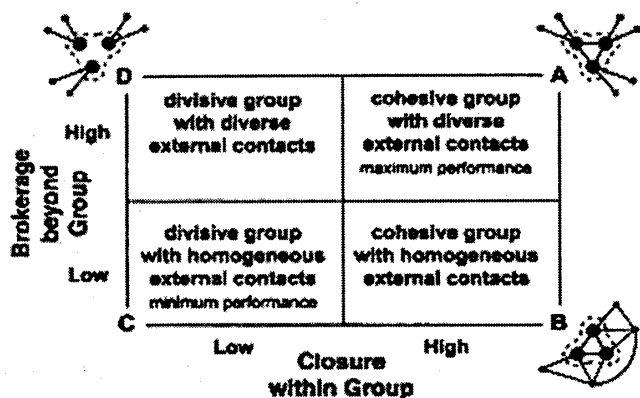 D
A
divisive group
with diverse
external contacts
cohesive group
with diverse
external contacts
maximum performance
High
Brokerage
beyond
Group
divisive group
with homogeneous
external contacts
minimum performance
cohesive group
with homogeneous
external contacts
Low
C
B
Low
High
Closure
within Group